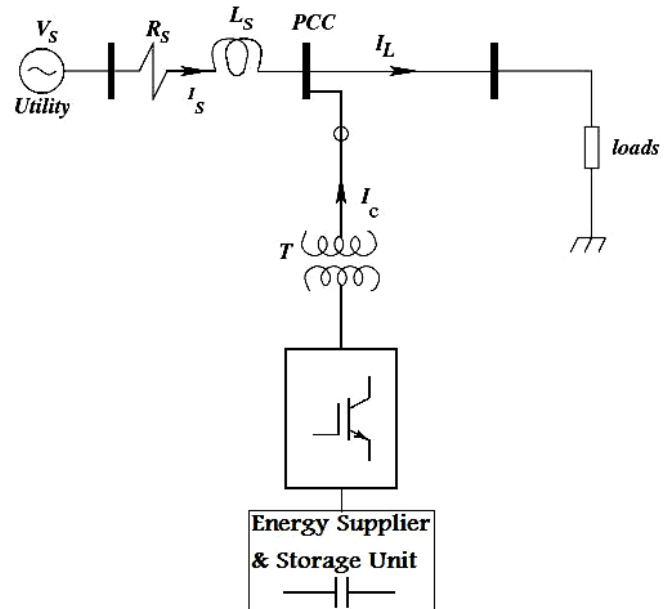 V_S
Utility
R_S
I_S
L_S
PCC
I_L
loads
I_c
T
Energy Supplier
& Storage Unit